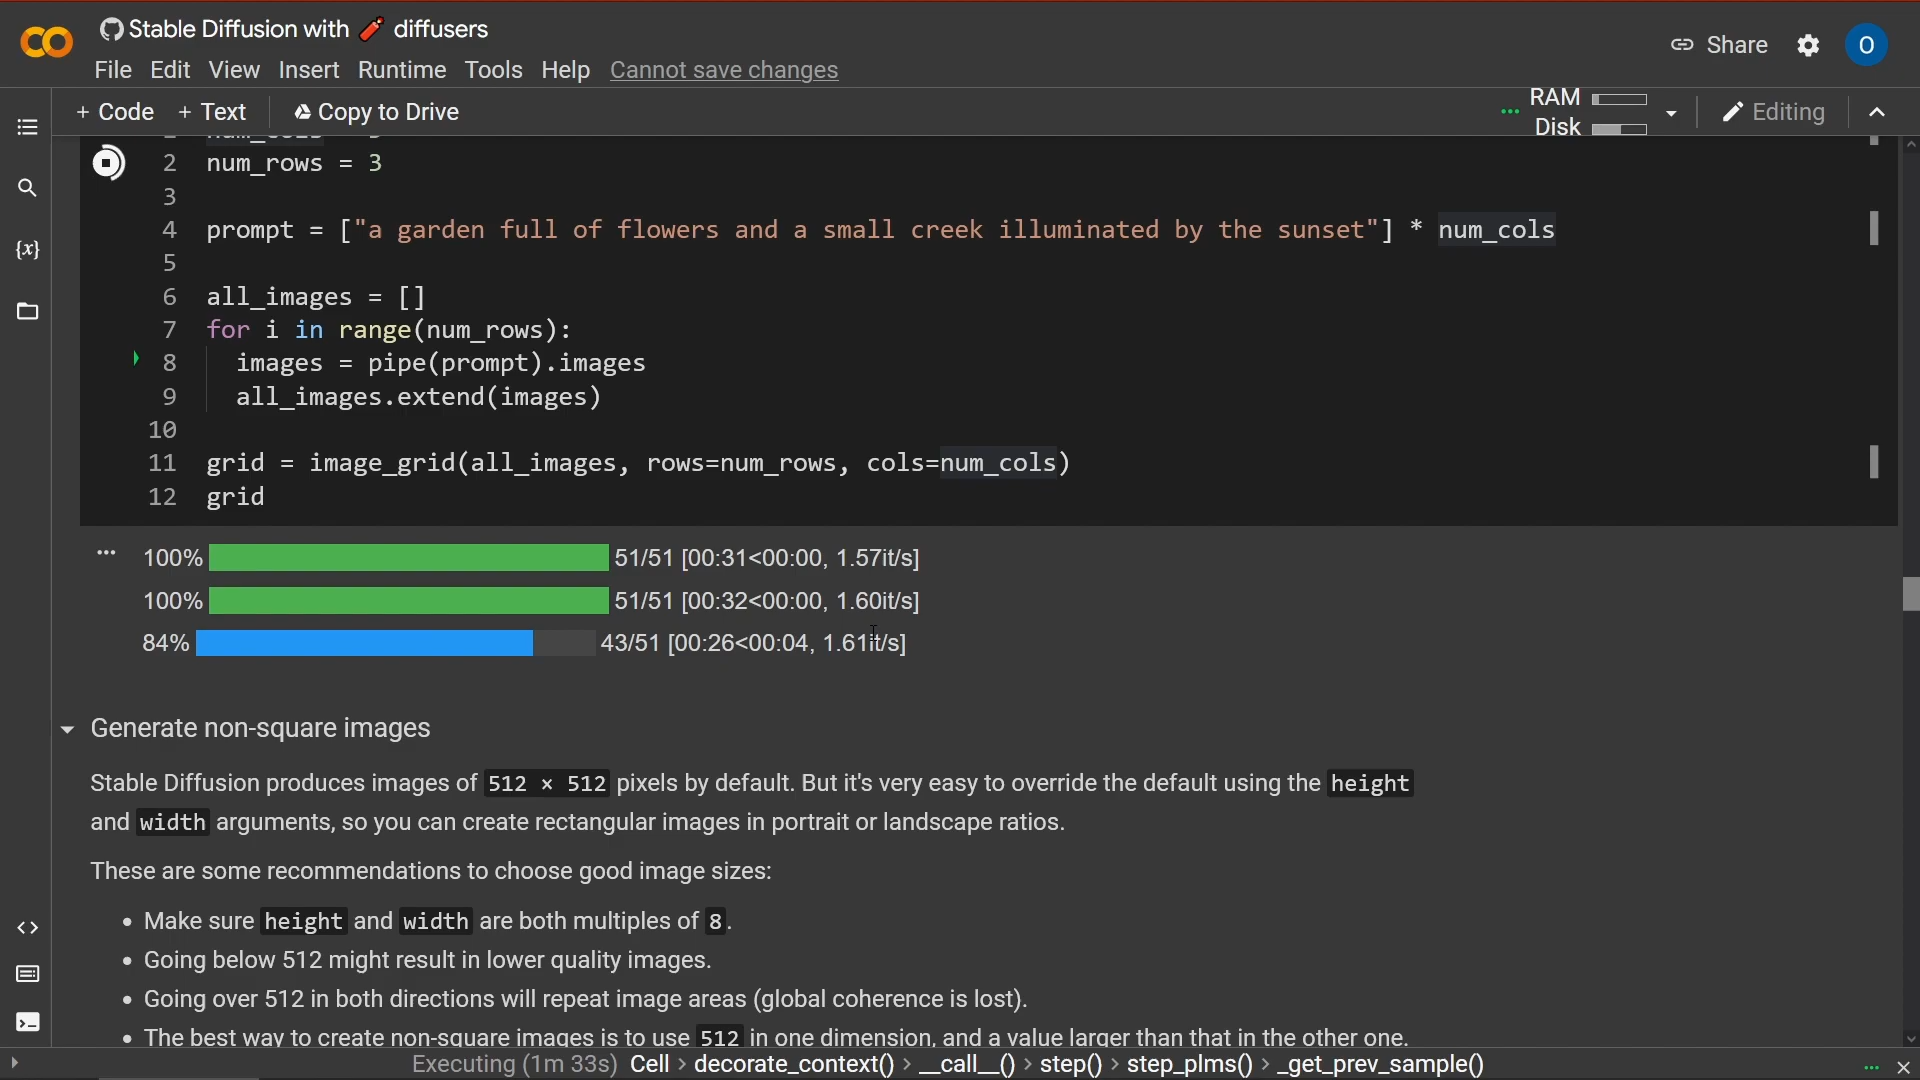 Stable Diffusion with 🧨 diffusers
File Edit View Insert Runtime Tools Help Cannot save changes
Share
O
+ Code + Text Copy to Drive
RAM
Disk
Editing
2 num_rows = 3
3
4 prompt = ["a garden full of flowers and a small creek illuminated by the sunset"] * num_cols
5
6 all_images = []
7 for i in range(num_rows):
8 images = pipe(prompt).images
9 all_images.extend(images)
10
11 grid = image_grid(all_images, rows=num_rows, cols=num_cols)
12 grid
100% 51/51 [00:31<00:00, 1.57it/s]
100% 51/51 [00:32<00:00, 1.60it/s]
84% 43/51 [00:26<00:04, 1.61it/s]
Generate non-square images
Stable Diffusion produces images of 512 × 512 pixels by default. But it's very easy to override the default using the height
and width arguments, so you can create rectangular images in portrait or landscape ratios.
These are some recommendations to choose good image sizes:
• Make sure height and width are both multiples of 8.
• Going below 512 might result in lower quality images.
• Going over 512 in both directions will repeat image areas (global coherence is lost).
• The best way to create non-square images is to use 512 in one dimension, and a value larger than that in the other one.
Executing (1m 33s) Cell > decorate_context() > __call__() > step() > step_plms() > _get_prev_sample()